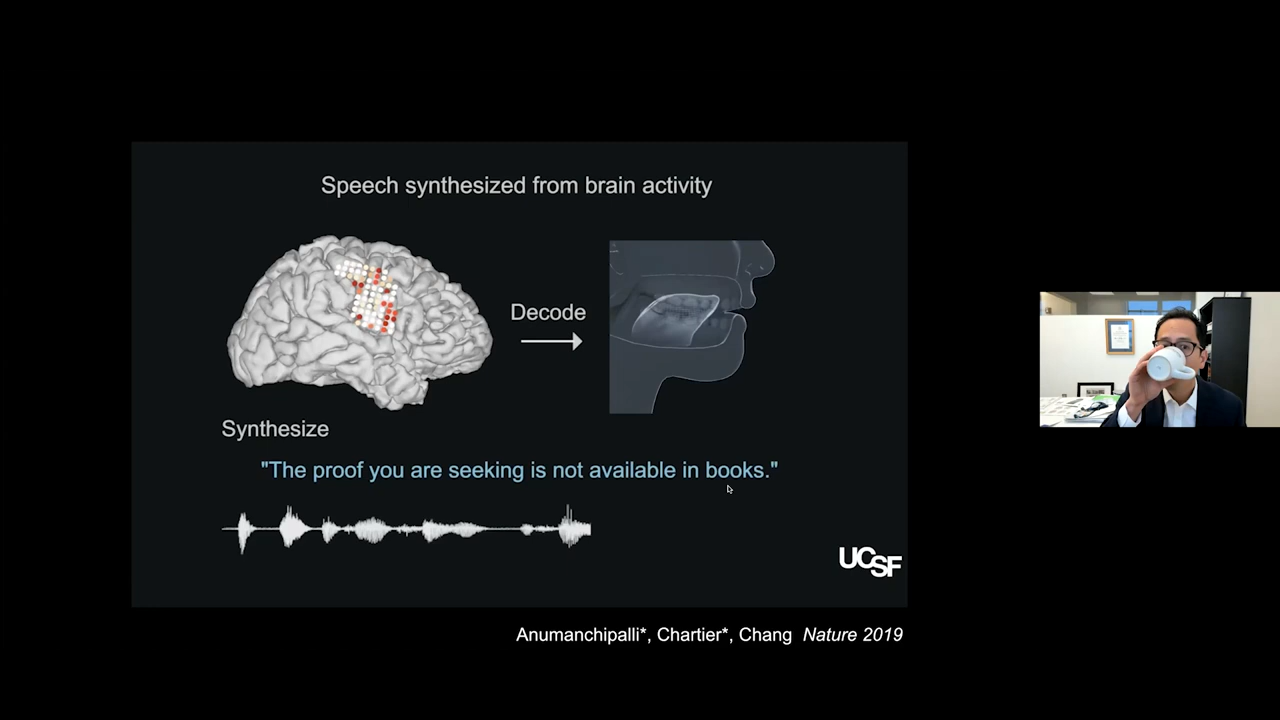 Speech synthesized from brain activity
Decode
Synthesize
"The proof you are seeking is not available in books."
UCSF
Anumanchipalli*, Chartier*, Chang Nature 2019